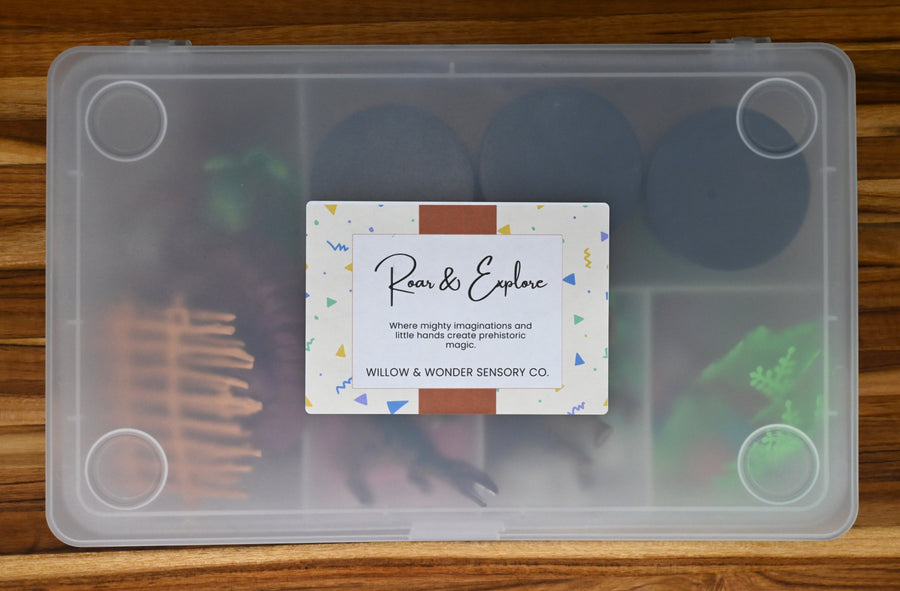 Roar & Explore
Where mighty imaginations and
little hands create prehistoric
magic.
WILLOW & WONDER SENSORY CO.